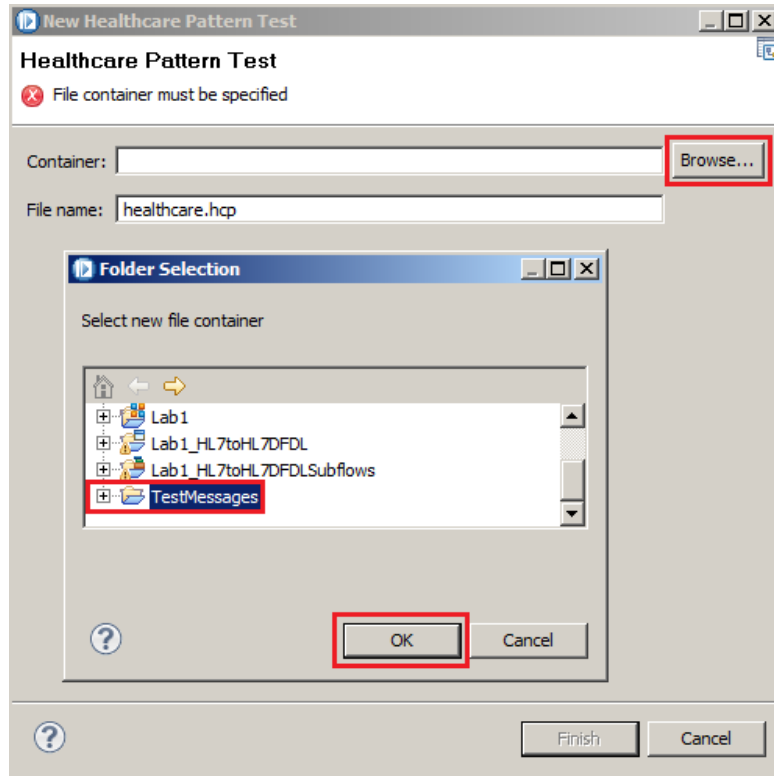 New Healthcare Pattern Test
Healthcare Pattern Test
File container must be specified
Container:
Browse...
File name: healthcare.hcp
Folder Selection
Select new file container
Lab1
Lab1_HL7toHL7DFDL
Lab1_HL7toHL7DFDLSubflows
TestMessages
OK Cancel
Finish Cancel